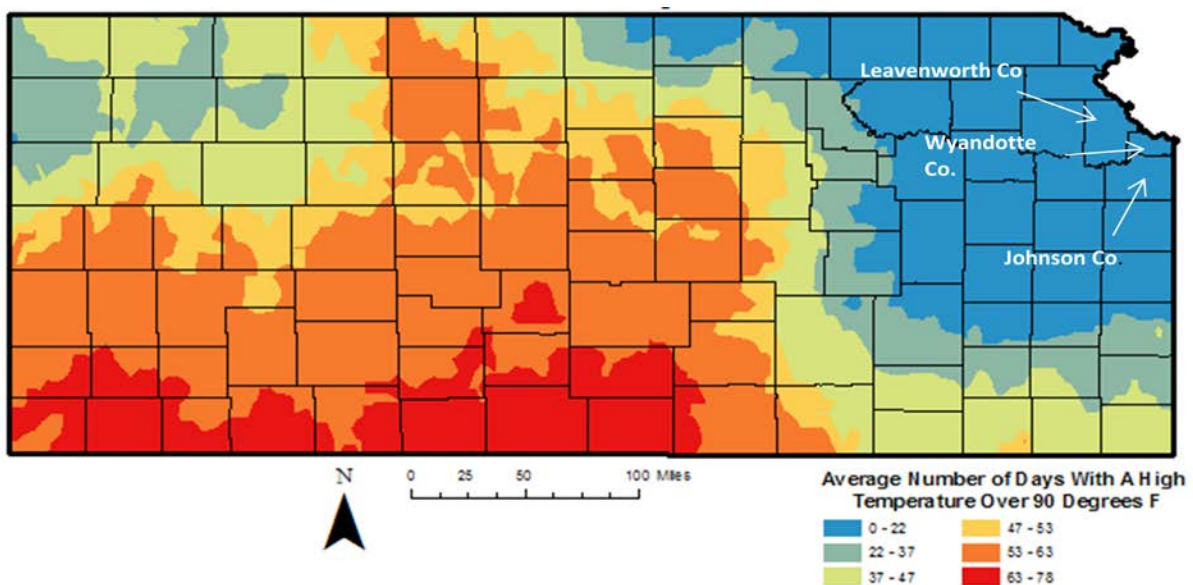 Leavenworth Co
Wyandotte
Co.
Johnson Co.
N
0 25 50 100 Miles
Average Number of Days With A High
Temperature Over 90 Degrees F
0 - 22
47 - 53
22 - 37
53 - 63
37 - 47
63 - 78